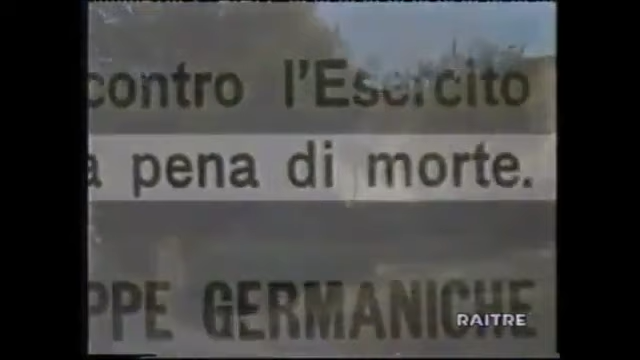 contro l'Esercito
a pena di morte.
PPE GERMANICHE
RAITRE